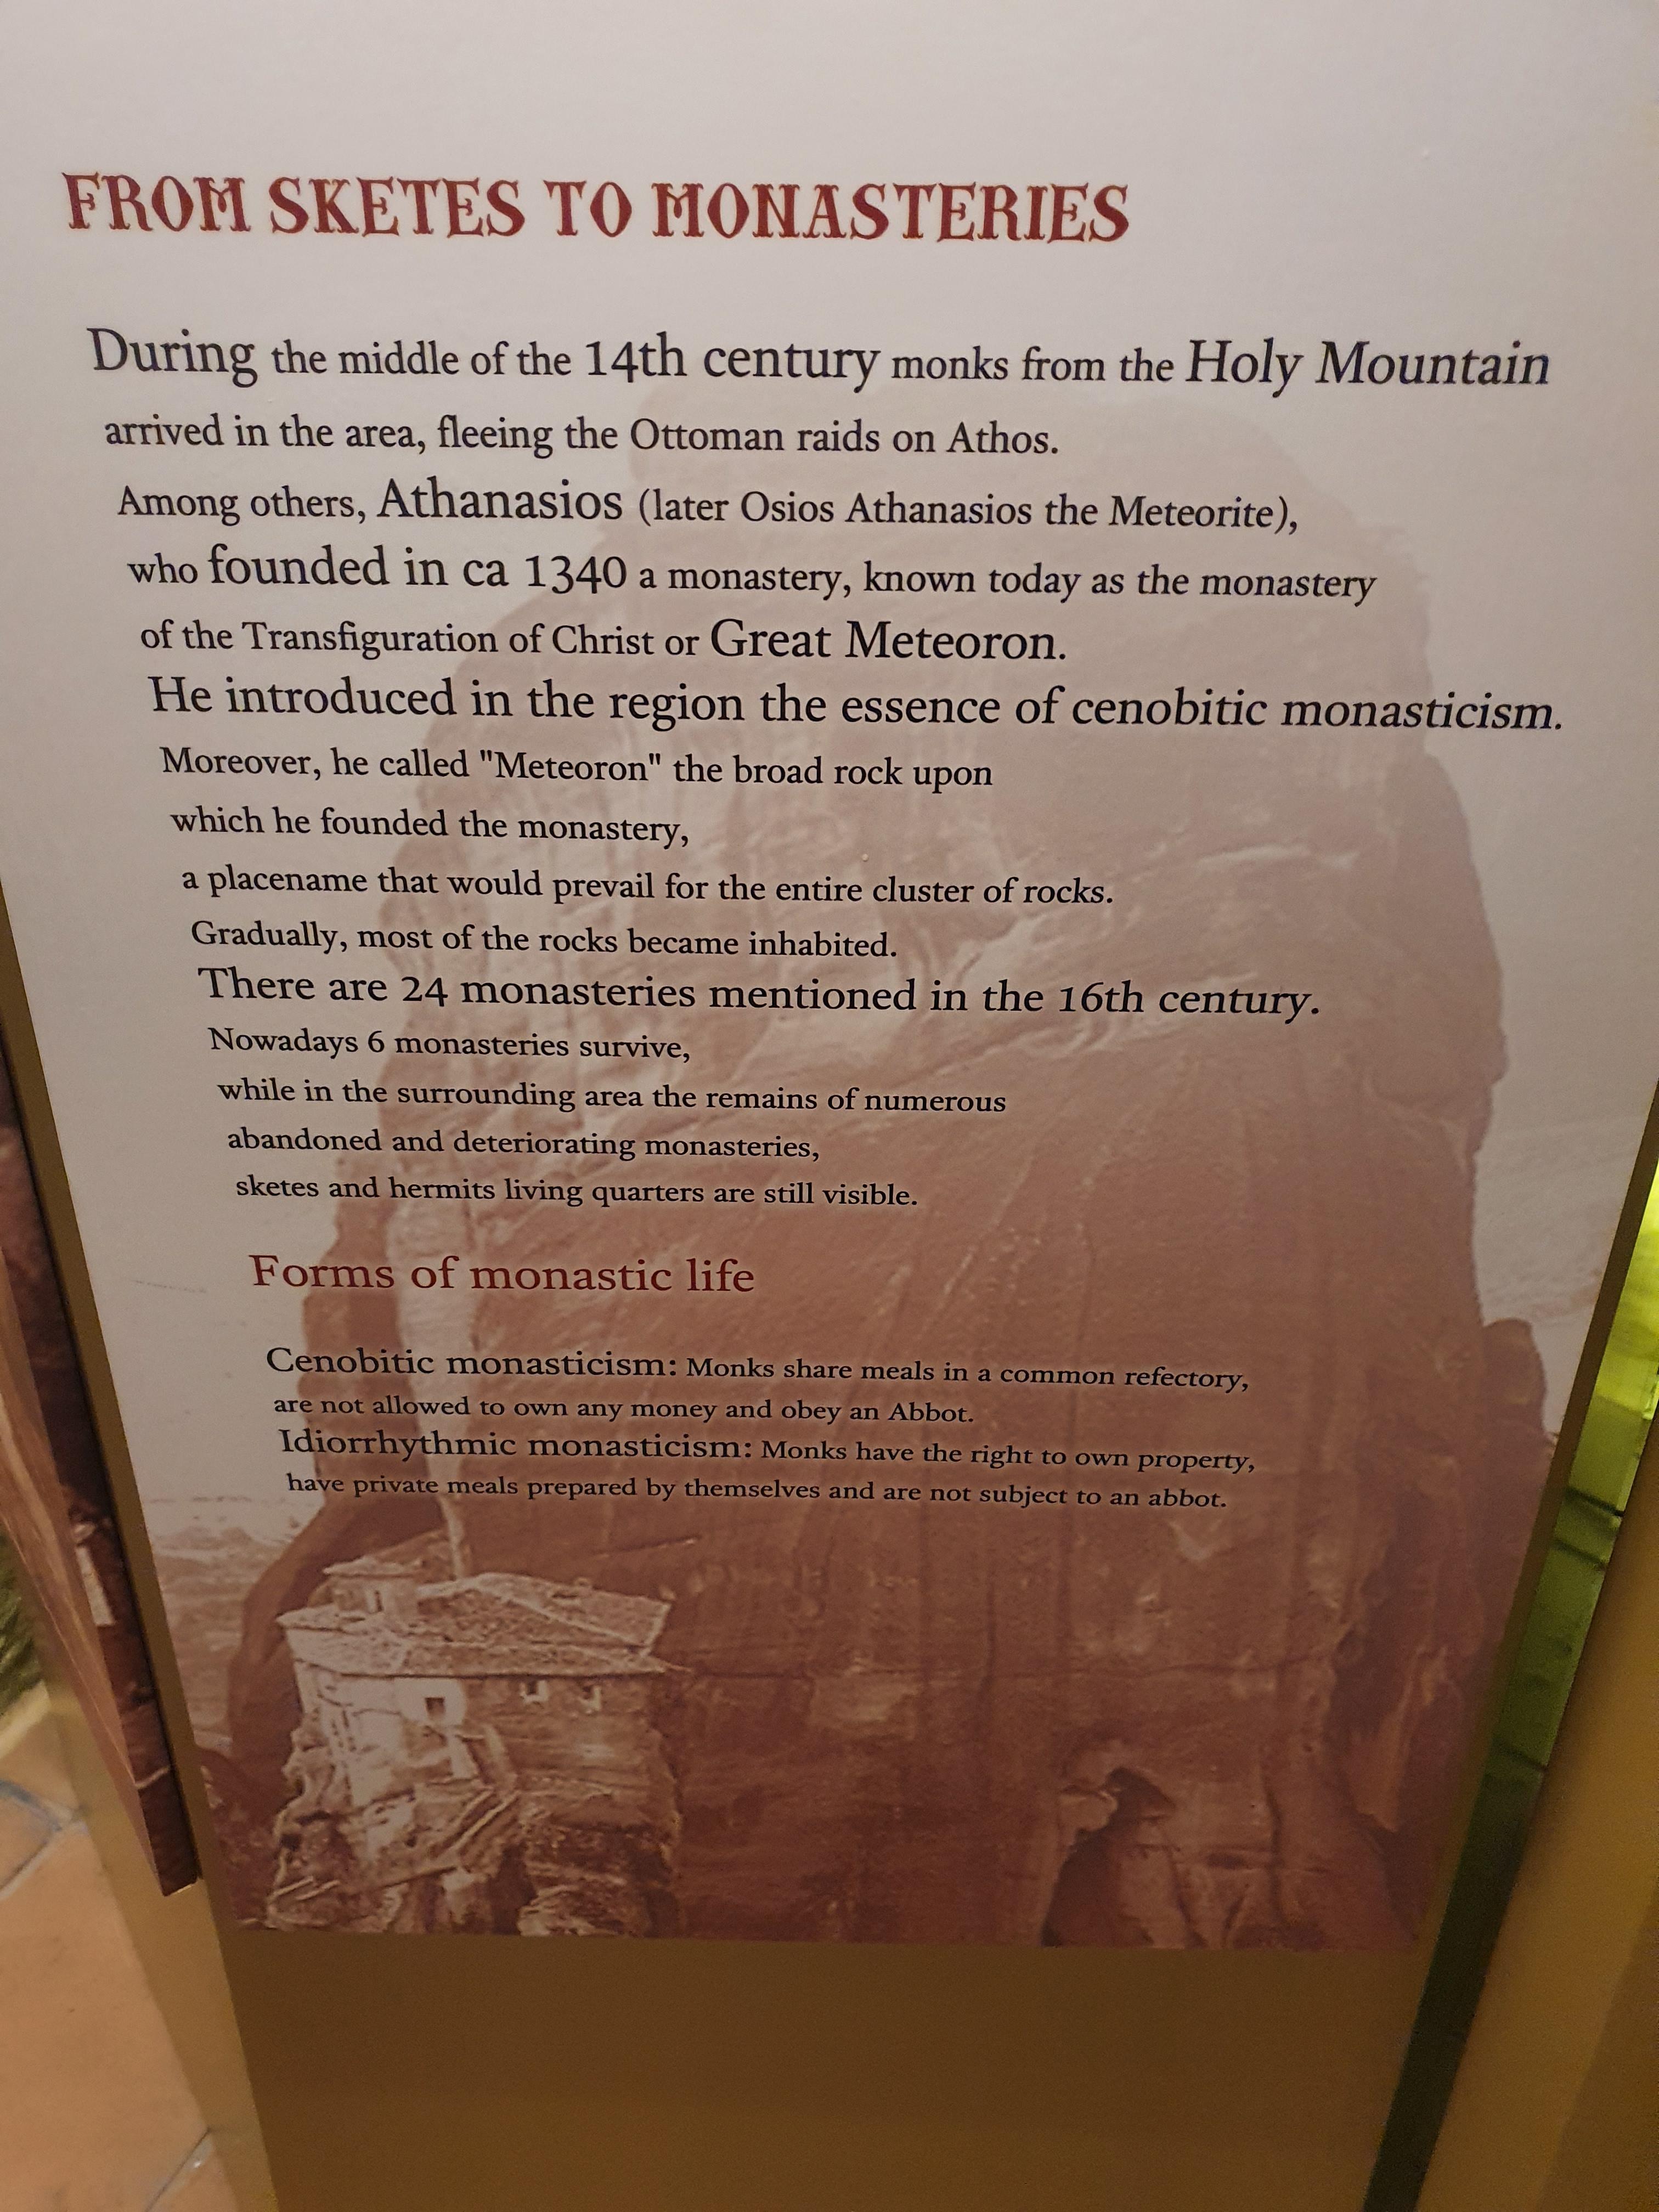 FROM SKETES TO MONASTERIES
During the middle of the 14th century monks from the Holy Mountain
arrived in the area, fleeing the Ottoman raids on Athos.
Among others, Athanasios (later Osios Athanasios the Meteorite),
who founded in ca 1340 a monastery, known today as the monastery
of the Transfiguration of Christ or Great Meteoron.
He introduced in the region the essence of cenobitic monasticism.
Moreover, he called "Meteoron" the broad rock upon
which he founded the monastery,
a placename that would prevail for the entire cluster of rocks.
Gradually, most of the rocks became inhabited.
There are 24 monasteries mentioned in the 16th century.
Nowadays 6 monasteries survive,
while in the surrounding area the remains of numerous
abandoned and deteriorating monasteries,
sketes and hermits living quarters are still visible.
Forms of monastic life
Cenobitic monasticism: Monks share meals in a common refectory,
are not allowed to own any money and obey an Abbot.
Idiorrhythmic monasticism: Monks have the right to own property,
have private meals prepared by themselves and are not subject to an abbot.